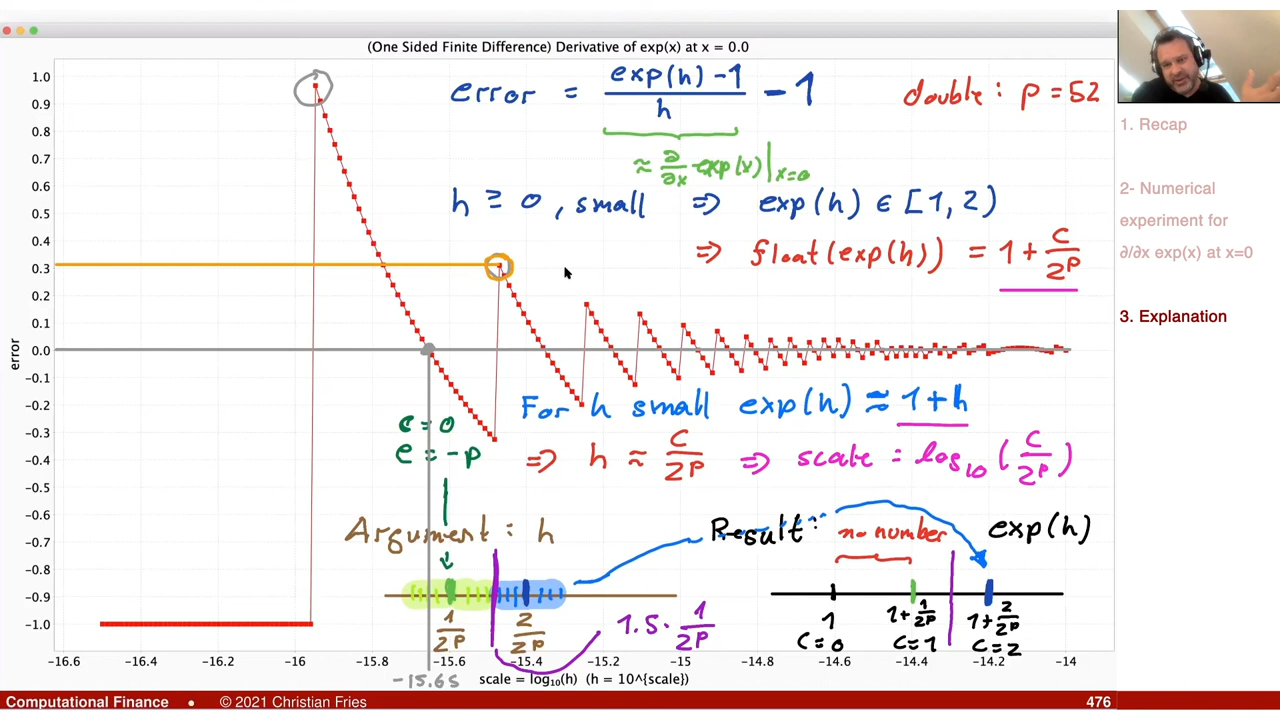 (One Sided Finite Difference) Derivative of exp(x) at x = 0.0
error = (exp(h) - 1) / h - 1
double: p = 52
≈ ∂/∂x exp(x)|x=0
h ≥ 0, small ⇒ exp(h) ∈ [1, 2)
⇒ float(exp(h)) = 1 + c/2^p
For h small exp(h) ≈ 1 + h
⇒ h ≈ c/2^p ⇒ scale = log10(c/2^p)
c = 0
e = -p
Argument: h
Result:
no number
exp(h)
1/2^p
2/2^p
1.5 · 1/2^p
1
1 + 1/2^p
1 + 2/2^p
c=0
c=1
c=2
-15.65
error
1.0
0.9
0.8
0.7
0.6
0.5
0.4
0.3
0.2
0.1
0.0
-0.1
-0.2
-0.3
-0.4
-0.5
-0.6
-0.7
-0.8
-0.9
-1.0
-16.6 -16.4 -16.2 -16 -15.8 -15.6 -15.4 -15.2 -15 -14.8 -14.6 -14.4 -14.2 -14
scale = log₁₀(h) (h = 10^{scale})
1. Recap
2- Numerical
experiment for
∂/∂x exp(x) at x=0
3. Explanation
Computational Finance • © 2021 Christian Fries 476